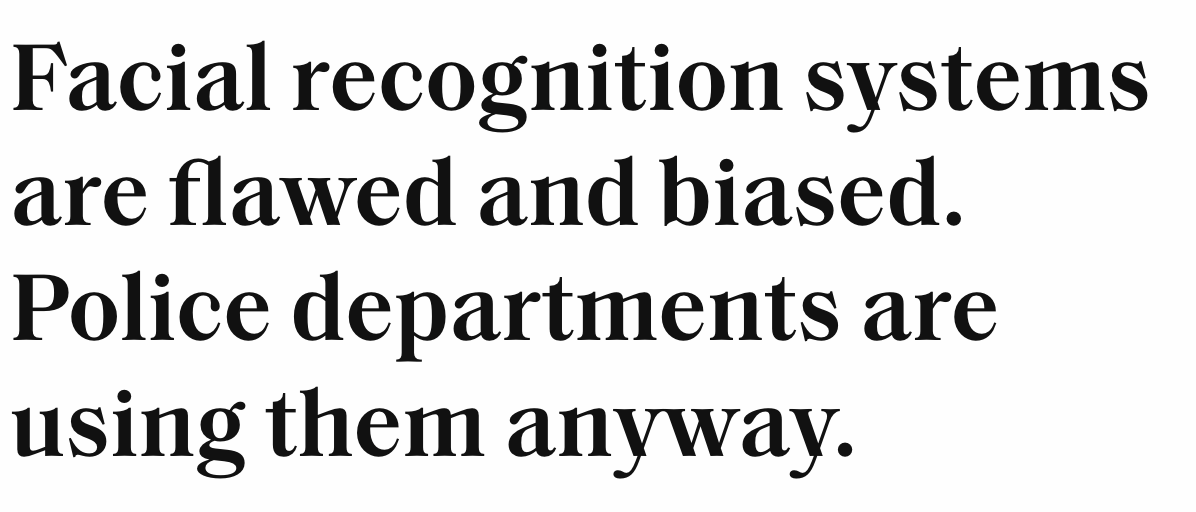 Facial recognition systems
are flawed and biased.
Police departments are
using them anyway.